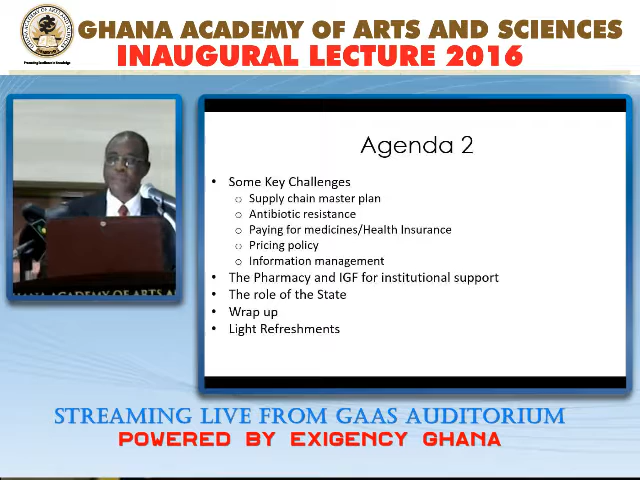 GHANA ACADEMY OF ARTS AND SCIENCES
INAUGURAL LECTURE 2016
Agenda 2
• Some Key Challenges
o Supply chain master plan
o Antibiotic resistance
o Paying for medicines/Health Insurance
o Pricing policy
o Information management
• The Pharmacy and IGF for institutional support
• The role of the State
• Wrap up
• Light Refreshments
STREAMING LIVE FROM GAAS AUDITORIUM
POWERED BY EXIGENCY GHANA